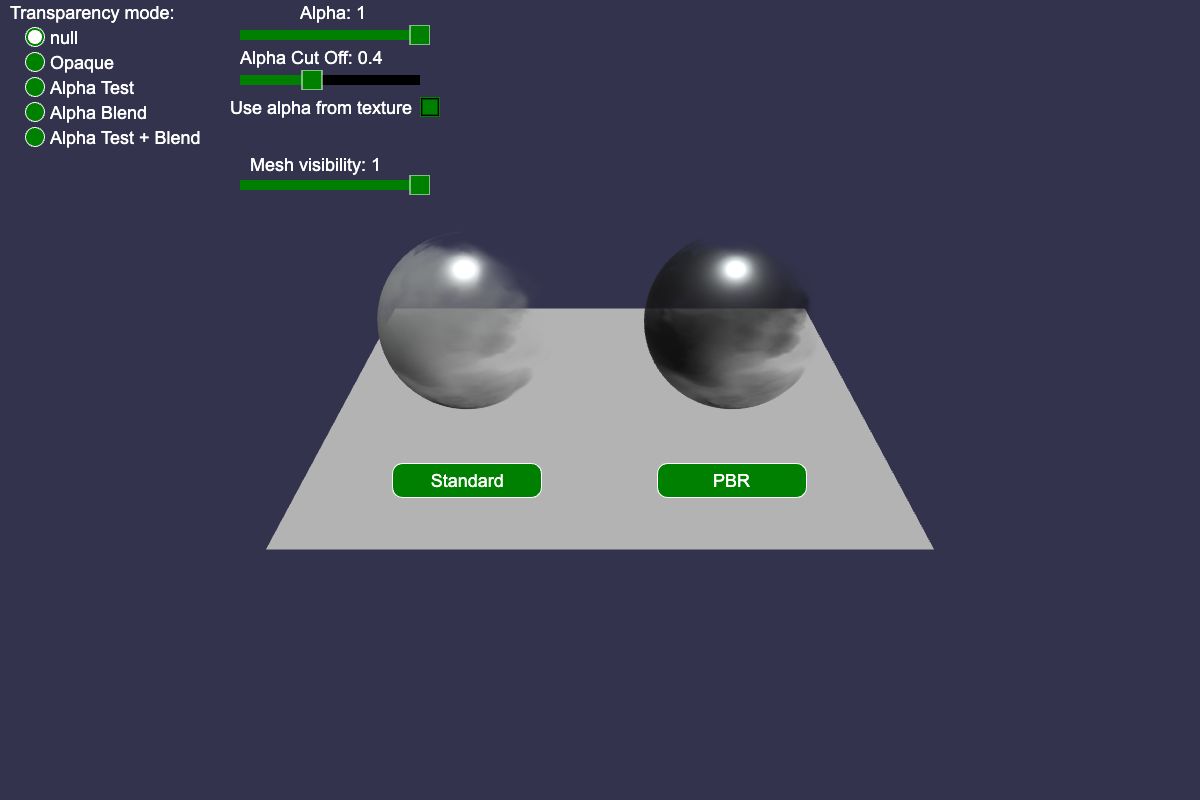 Transparency mode:
null
Opaque
Alpha Test
Alpha Blend
Alpha Test + Blend
Alpha: 1
Alpha Cut Off: 0.4
Use alpha from texture
Mesh visibility: 1
Standard
PBR